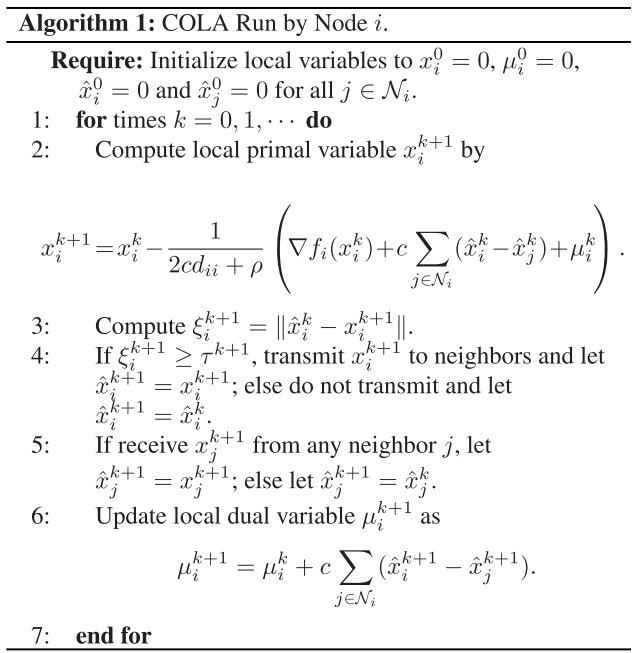 Algorithm 1: COLA Run by Node $i$.
Require: Initialize local variables to $x_i^0 = 0$, $\mu_i^0 = 0$,
$\hat{x}_i^0 = 0$ and $\hat{x}_j^0 = 0$ for all $j \in \mathcal{N}_i$.
1: for times $k = 0, 1, \cdots$ do
2: Compute local primal variable $x_i^{k+1}$ by
$x_i^{k+1} = x_i^k - \frac{1}{2cd_{ii} + \rho} \left( \nabla f_i(x_i^k) + c \sum_{j \in \mathcal{N}_i} (\hat{x}_i^k - \hat{x}_j^k) + \mu_i^k \right).$
3: Compute $\xi_i^{k+1} = \|\hat{x}_i^k - x_i^{k+1}\|$.
4: If $\xi_i^{k+1} \geq \tau^{k+1}$, transmit $x_i^{k+1}$ to neighbors and let
$\hat{x}_i^{k+1} = x_i^{k+1}$; else do not transmit and let
$\hat{x}_i^{k+1} = \hat{x}_i^k$.
5: If receive $x_j^{k+1}$ from any neighbor $j$, let
$\hat{x}_j^{k+1} = x_j^{k+1}$; else let $\hat{x}_j^{k+1} = \hat{x}_j^k$.
6: Update local dual variable $\mu_i^{k+1}$ as
$\mu_i^{k+1} = \mu_i^k + c \sum_{j \in \mathcal{N}_i} (\hat{x}_i^{k+1} - \hat{x}_j^{k+1}).$
7: end for